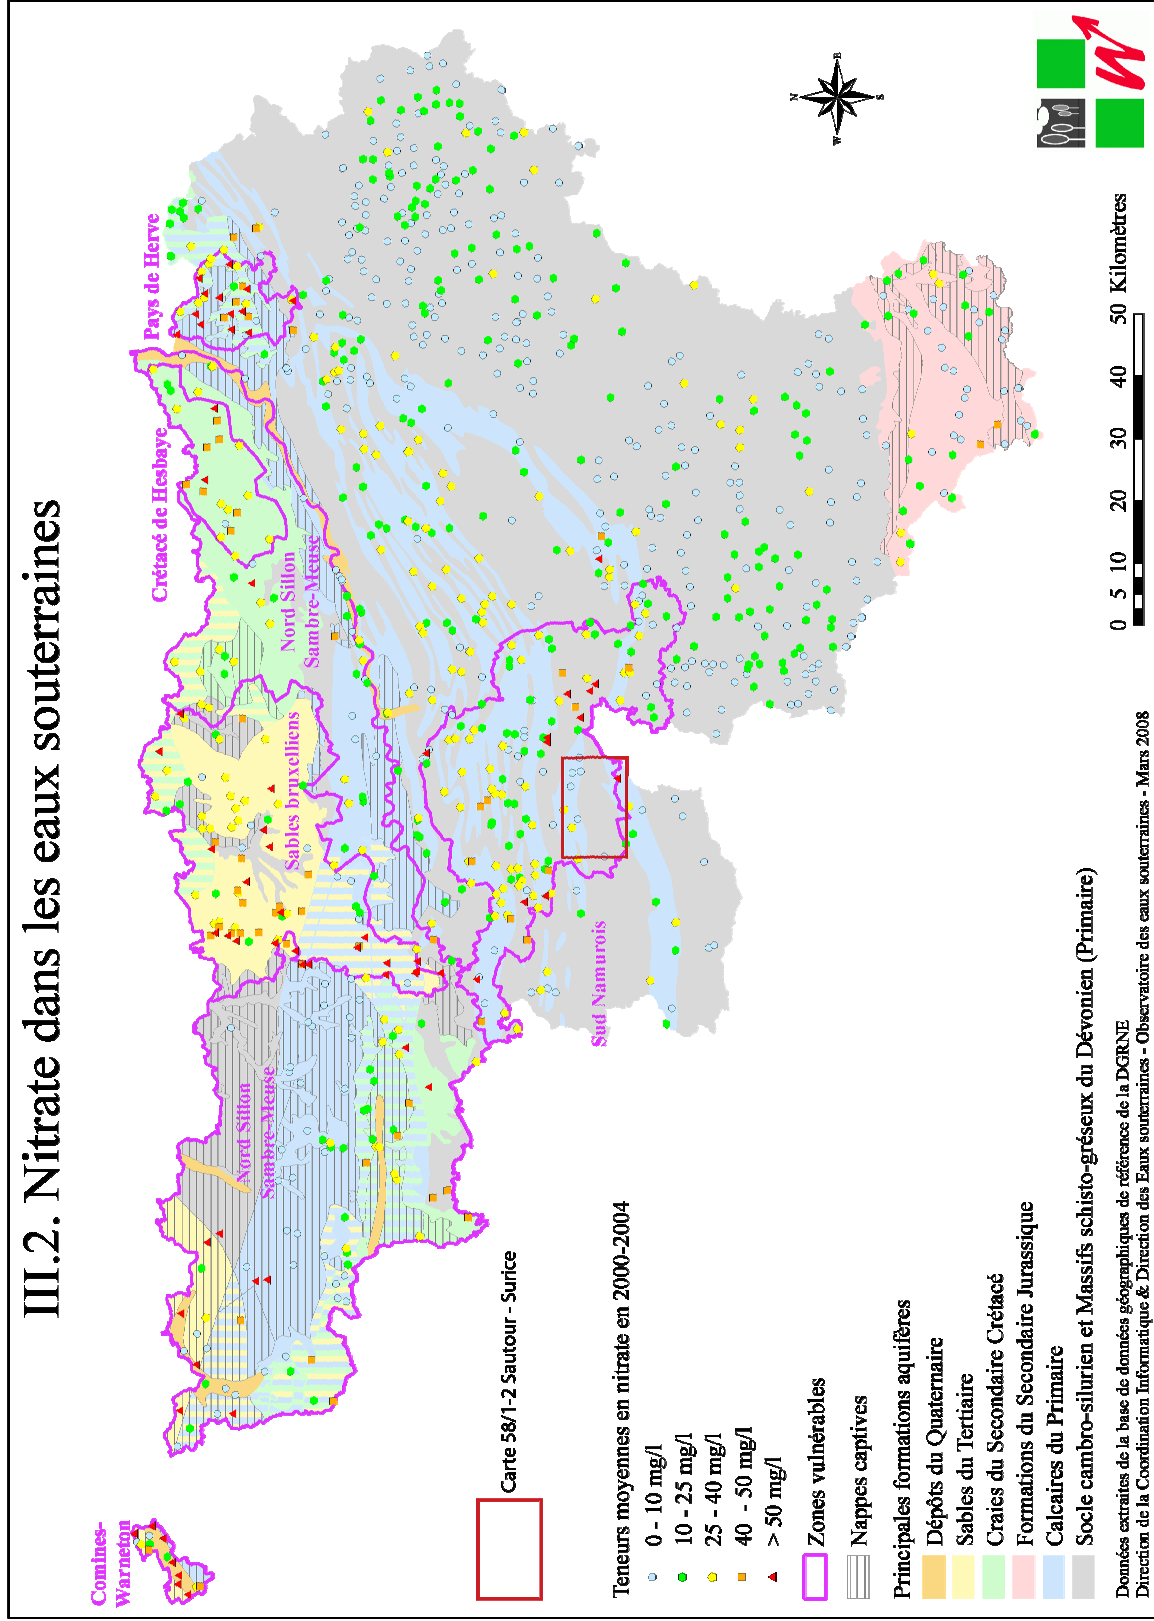 III.2. Nitrate dans les eaux souterraines
Comines-
Warneton
Nord Sillon
Sambre-Meuse
Sables bruxelliens
Nord Sillon
Sambre-Meuse
Crétacé de Hesbaye
Pays de Herve
Sud Namurois
Carte 58/1-2 Sautour - Surice
Teneurs moyennes en nitrate en 2000-2004
0 - 10 mg/l
10 - 25 mg/l
25 - 40 mg/l
40 - 50 mg/l
> 50 mg/l
Zones vulnérables
Nappes captives
Principales formations aquifères
Dépôts du Quaternaire
Sables du Tertiaire
Craies du Secondaire Crétacé
Formations du Secondaire Jurassique
Calcaires du Primaire
Socle cambro-silurien et Massifs schisto-gréseux du Dévonien (Primaire)
N
W
E
S
0 5 10 20 30 40 50 Kilomètres
Données extraites de la base de données géographiques de référence de la DGRNE
Direction de la Coordination Informatique & Direction des Eaux souterraines - Observatoire des eaux souterraines - Mars 2008
W